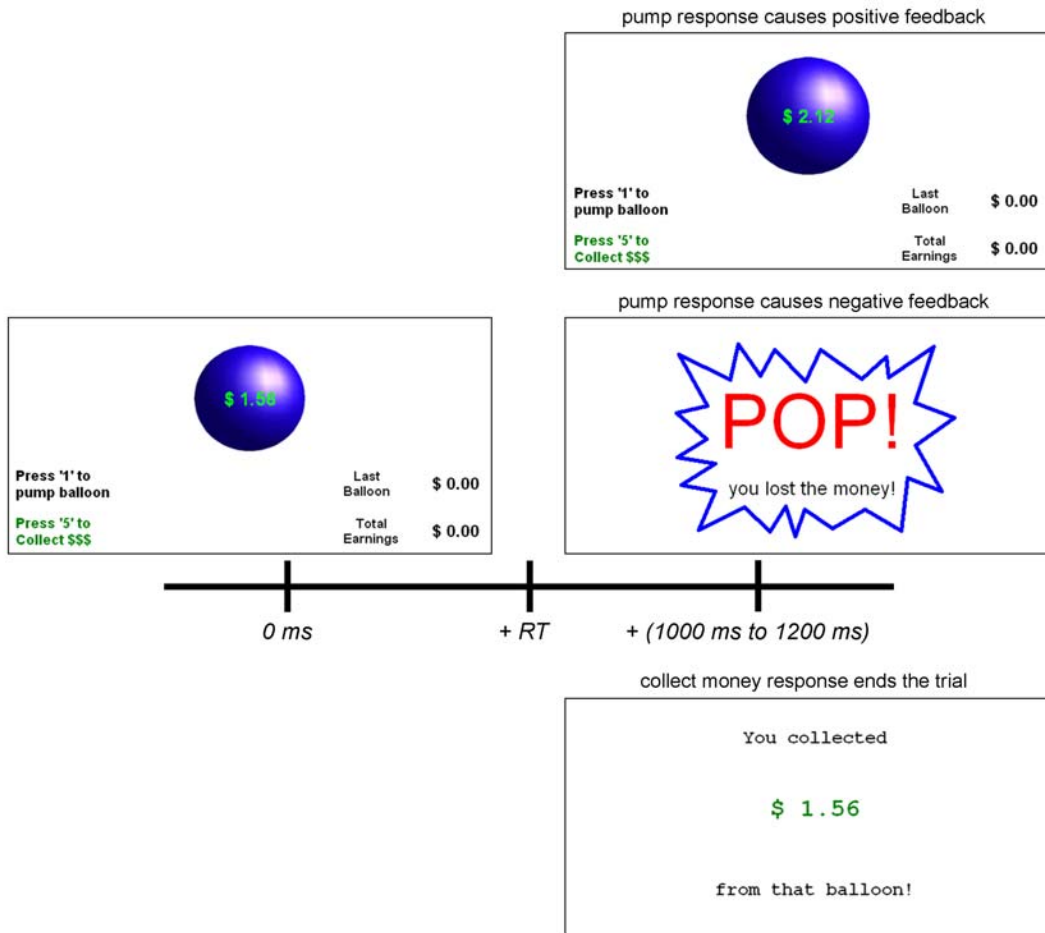 pump response causes positive feedback
$ 2.12
Press '1' to
pump balloon
Last
Balloon
$ 0.00
Press '5' to
Collect $$$
Total
Earnings
$ 0.00
pump response causes negative feedback
$ 1.56
Press '1' to
pump balloon
Last
Balloon
$ 0.00
Press '5' to
Collect $$$
Total
Earnings
$ 0.00
POP!
you lost the money!
0 ms
+ RT
+ (1000 ms to 1200 ms)
collect money response ends the trial
You collected
$ 1.56
from that balloon!